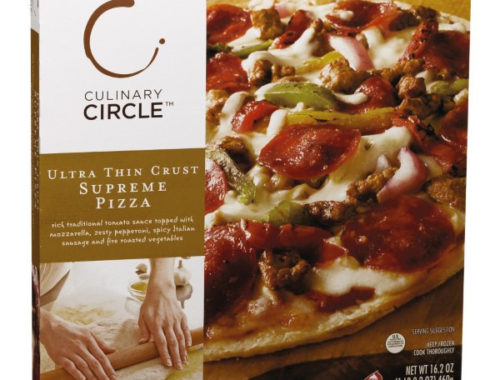 CULINARY
CIRCLE™
ULTRA THIN CRUST
SUPREME
PIZZA
rich traditional tomato sauce topped with
mozzarella, zesty pepperoni, spicy Italian
sausage and fire roasted vegetables
SERVING SUGGESTION
KEEP FROZEN
COOK THOROUGHLY
NET WT 16.2 OZ